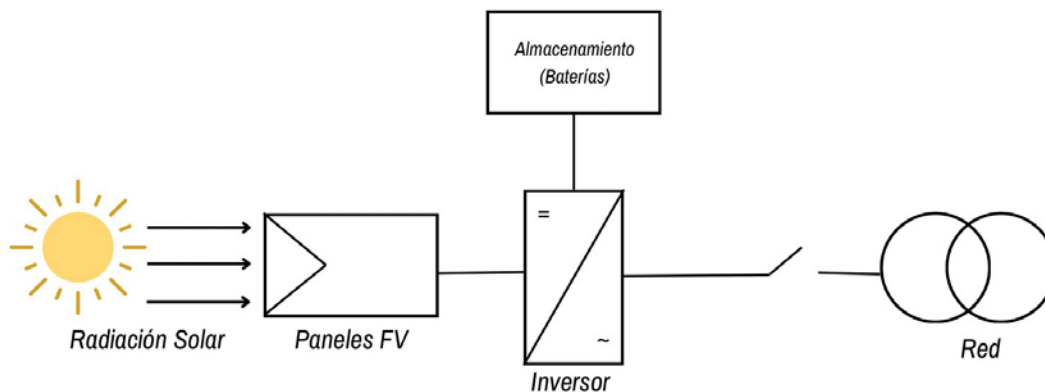 Almacenamiento
(Baterías)
=
~
Radiación Solar
Paneles FV
Inversor
Red